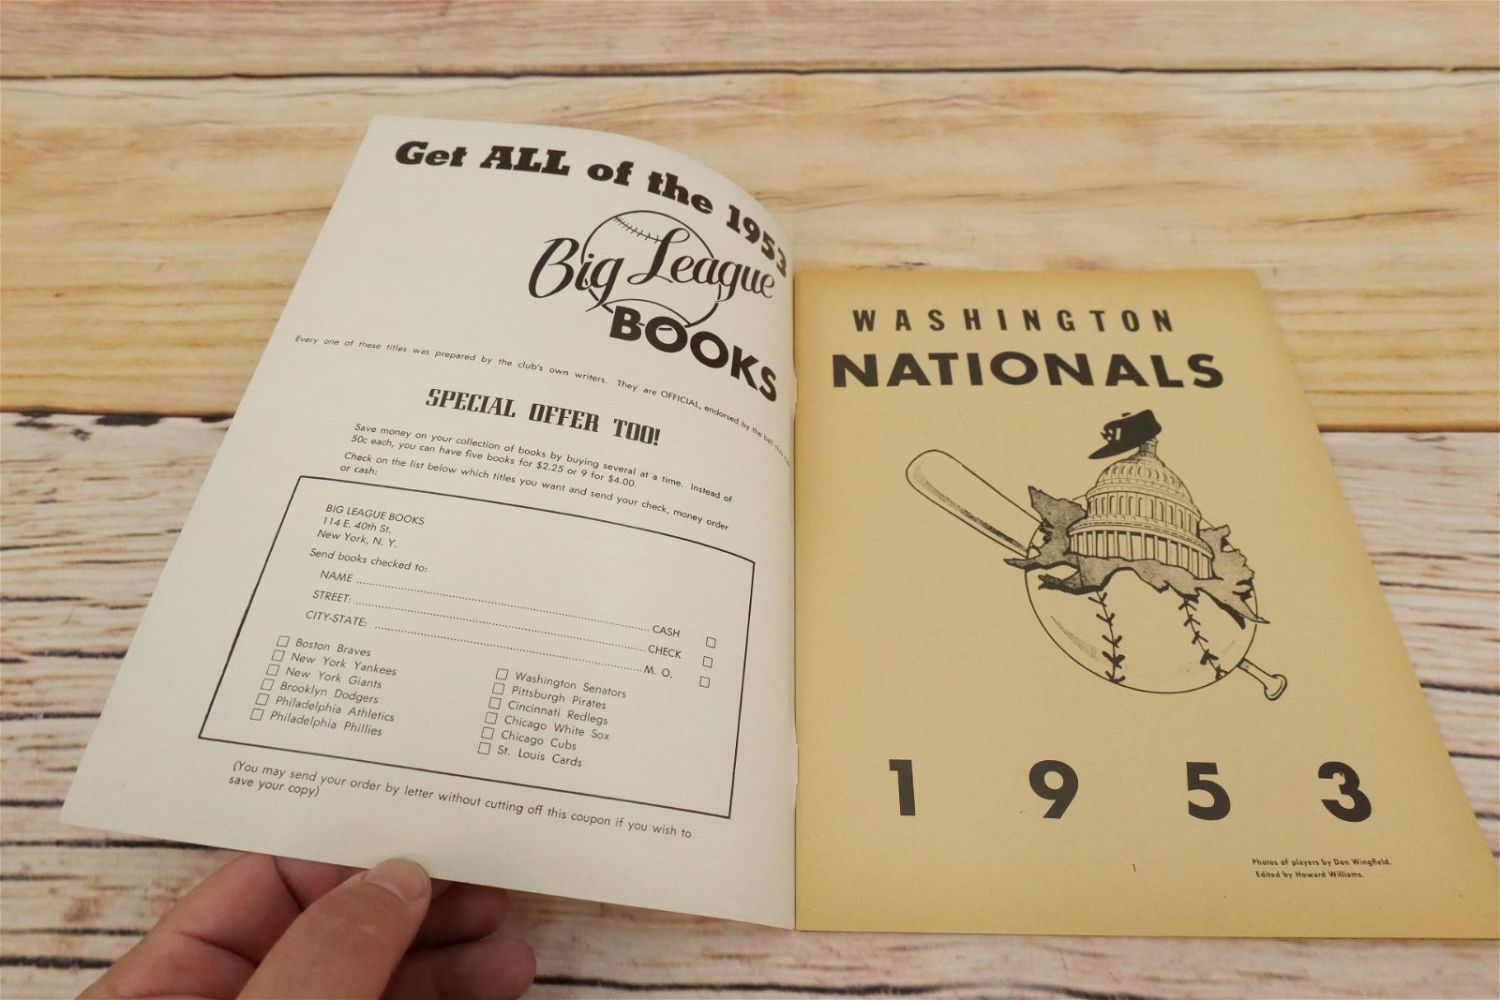 Get ALL of the 1953
Big League
BOOKS
Every one of these titles was prepared by the club's own writers. They are OFFICIAL, endorsed by the ball club
SPECIAL OFFER TOO!
Save money on your collection of books by buying several at a time. Instead of
50c each, you can have five books for $2.25 or 9 for $4.00.
Check on the list below which titles you want and send your check, money order
or cash:
BIG LEAGUE BOOKS
114 E. 40th St.
New York, N. Y.
Send books checked to:
NAME ........ CASH
STREET: ........ CHECK
CITY-STATE: ........ M. O.
Boston Braves
New York Yankees
New York Giants
Brooklyn Dodgers
Philadelphia Athletics
Philadelphia Phillies
Washington Senators
Pittsburgh Pirates
Cincinnati Redlegs
Chicago White Sox
Chicago Cubs
St. Louis Cards
(You may send your order by letter without cutting off this coupon if you wish to
save your copy)
WASHINGTON
NATIONALS
W
1953
1
Photos of players by Don Wingfield.
Edited by Howard Williams.